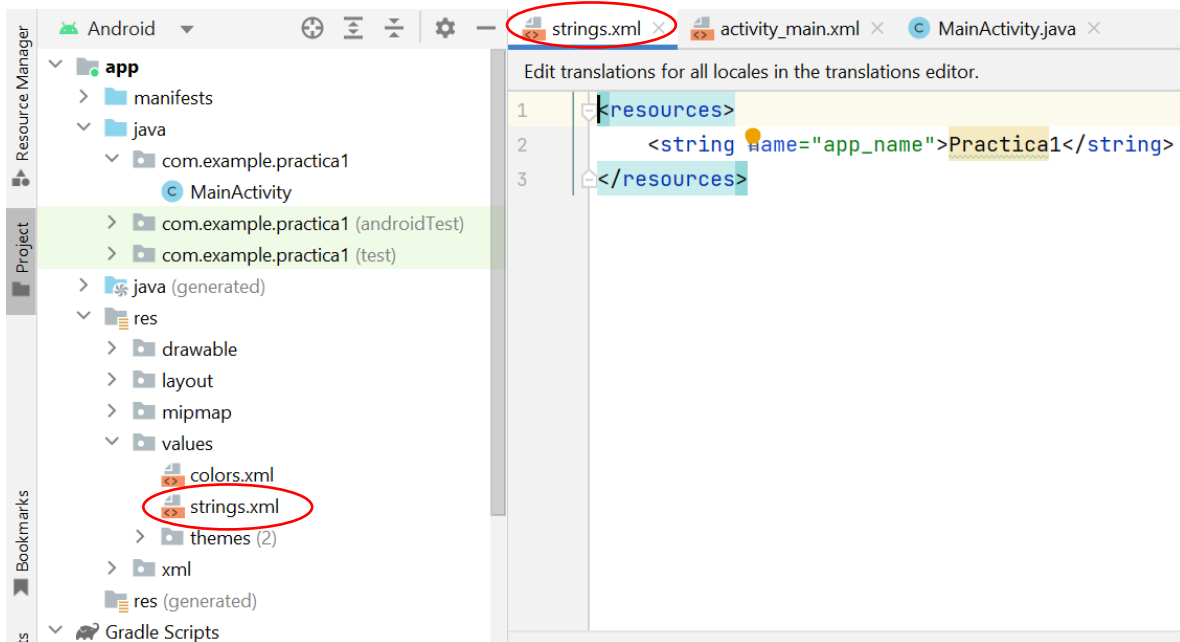 Resource Manager
Project
Bookmarks
Android
app
manifests
java
com.example.practica1
MainActivity
com.example.practica1 (androidTest)
com.example.practica1 (test)
java (generated)
res
drawable
layout
mipmap
values
colors.xml
strings.xml
themes (2)
xml
res (generated)
Gradle Scripts
strings.xml activity_main.xml C MainActivity.java
Edit translations for all locales in the translations editor.
1 <resources>
2 <string name="app_name">Practica1</string>
3 </resources>